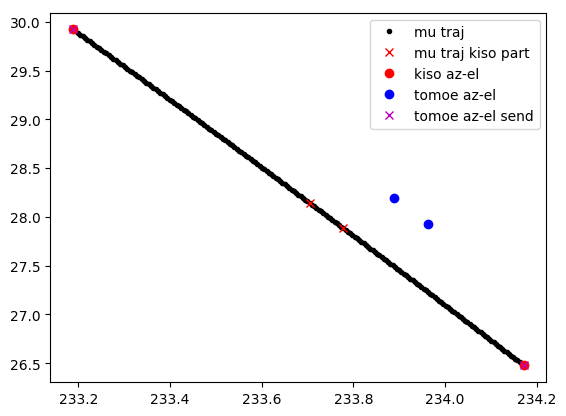 30.0
29.5
29.0
28.5
28.0
27.5
27.0
26.5
233.2 233.4 233.6 233.8 234.0 234.2
mu traj
mu traj kiso part
kiso az-el
tomoe az-el
tomoe az-el send